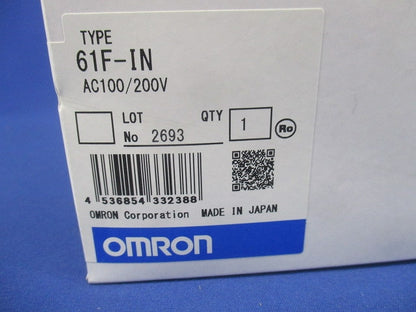 TYPE
61F-IN
AC100/200V
LOT
No 2693
QTY
1
Ro
4 536854 332388
OMRON Corporation MADE IN JAPAN
OMRON